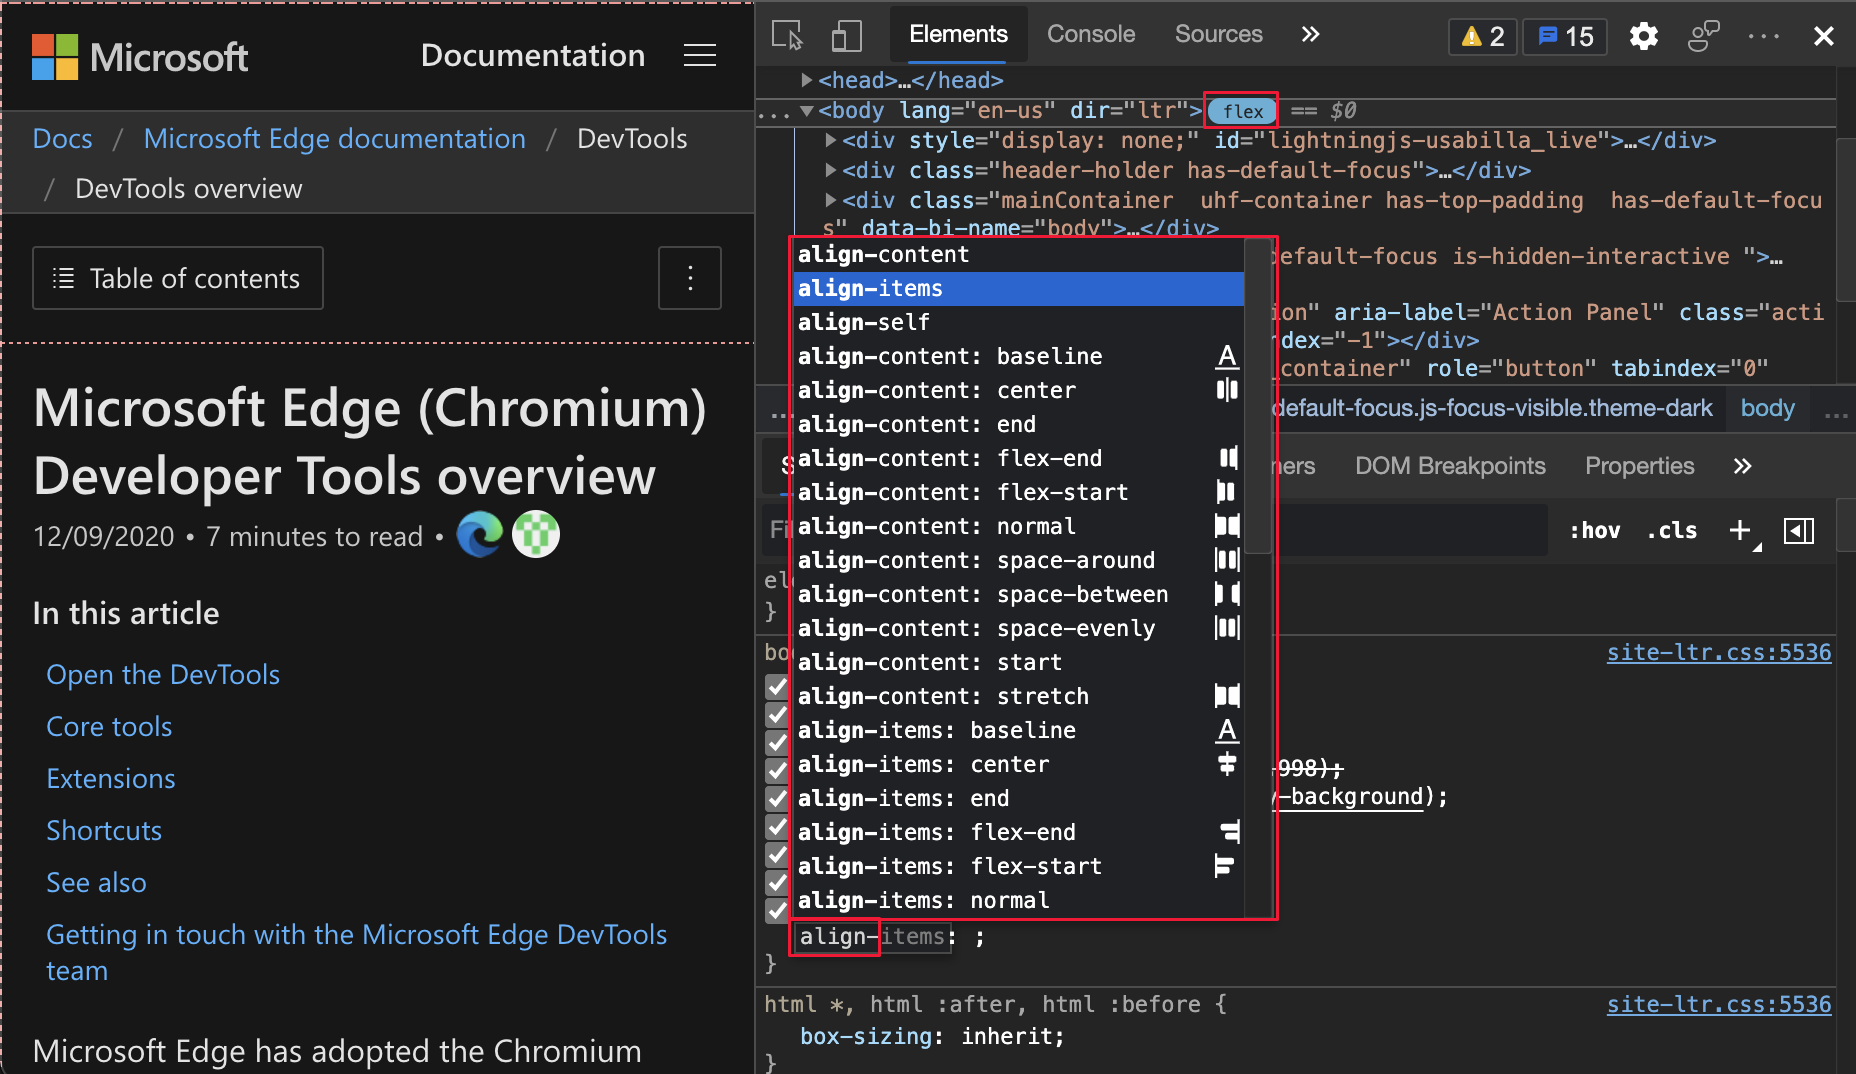 Microsoft
Documentation
Docs / Microsoft Edge documentation / DevTools
/ DevTools overview
Table of contents
Microsoft Edge (Chromium)
Developer Tools overview
12/09/2020 • 7 minutes to read •
In this article
Open the DevTools
Core tools
Extensions
Shortcuts
See also
Getting in touch with the Microsoft Edge DevTools
team
Microsoft Edge has adopted the Chromium
Elements Console Sources 2 15
<head>…</head>
... <body lang="en-us" dir="ltr"> flex == $0
<div style="display: none;" id="lightningjs-usabilla_live">…</div>
<div class="header-holder has-default-focus">…</div>
<div class="mainContainer  uhf-container has-top-padding  has-default-focu
s" data-bi-name="body">…</div>
default-focus is-hidden-interactive ">…
ion" aria-label="Action Panel" class="acti
ndex="-1"></div>
_container" role="button" tabindex="0"
... default-focus.js-focus-visible.theme-dark body ...
S ners DOM Breakpoints Properties
Fi :hov .cls +
ele
}
bod site-ltr.css:5536
998);
y-background);
align-content
align-items
align-self
align-content: baseline
align-content: center
align-content: end
align-content: flex-end
align-content: flex-start
align-content: normal
align-content: space-around
align-content: space-between
align-content: space-evenly
align-content: start
align-content: stretch
align-items: baseline
align-items: center
align-items: end
align-items: flex-end
align-items: flex-start
align-items: normal
align-items: ;
}
html *, html :after, html :before { site-ltr.css:5536
box-sizing: inherit;
}